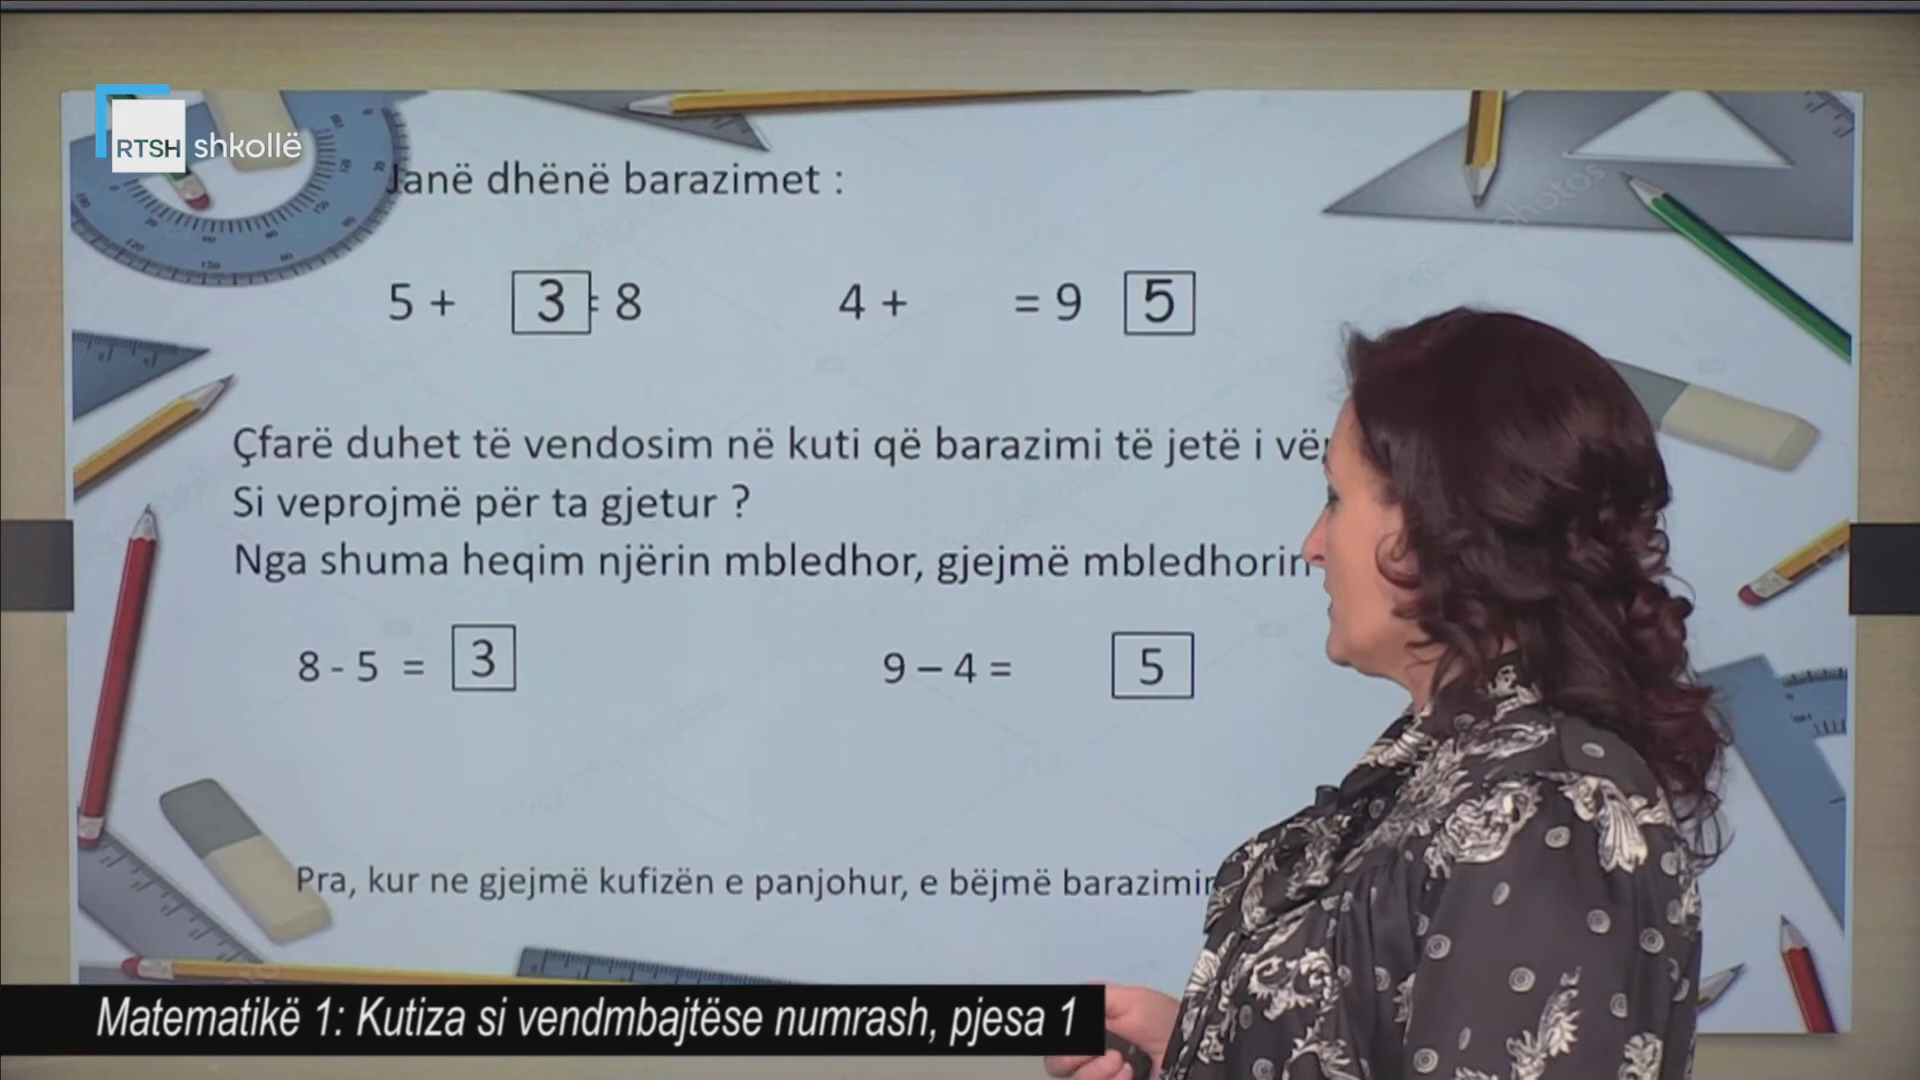 RTSH shkollë
Janë dhënë barazimet :
5 + 3 = 8 4 + = 9 5
Çfarë duhet të vendosim në kuti që barazimi të jetë i
Si veprojmë për ta gjetur ?
Nga shuma heqim njërin mbledhor, gjejmë mbledhorin
8 - 5 = 3 9 – 4 = 5
Pra, kur ne gjejmë kufizën e panjohur, e bëjmë barazimin
Matematikë 1: Kutiza si vendmbajtëse numrash, pjesa 1